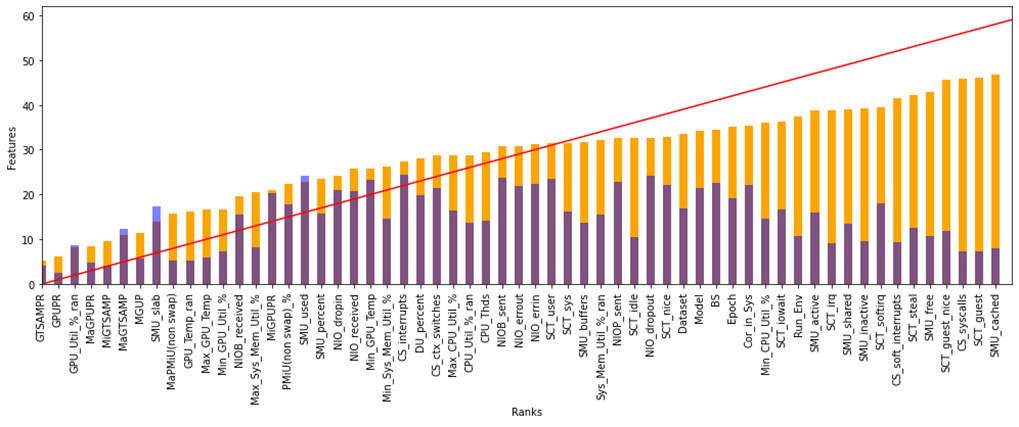 60
50
40
30
20
10
0
Features
GTSAMPR
GPUPR
GPU_Util_%_ran
MaGPUPR
MiGTSAMP
MaGTSAMP
MGUP
SMU_slab
MaPMiU(non swap)
GPU_Temp_ran
Max_GPU_Temp
Min_GPU_Util_%
NIOB_received
Max_Sys_Mem_Util_%
MiGPUPR
PMiU(non swap)_%
SMU_used
SMU_percent
NIO_dropin
NIO_received
Min_GPU_Temp
Min_Sys_Mem_Util_%
CS_interrupts
DU_percent
CS_ctx_switches
Max_CPU_Util_%
CPU_Util_%_ran
CPU_Thds
NIOB_sent
NIO_errout
NIO_errin
SCT_user
SCT_sys
SMU_buffers
Sys_Mem_Util_%_ran
NIOP_sent
SCT_idle
NIO_dropout
SCT_nice
Dataset
Model
BS
Epoch
Cor_in_Sys
Min_CPU_Util_%
SCT_iowait
Run_Env
SMU_active
SCT_irq
SMU_shared
SMU_inactive
SCT_softirq
CS_soft_interrupts
SCT_steal
SMU_free
SCT_guest_nice
CS_syscalls
SCT_guest
SMU_cached
Ranks